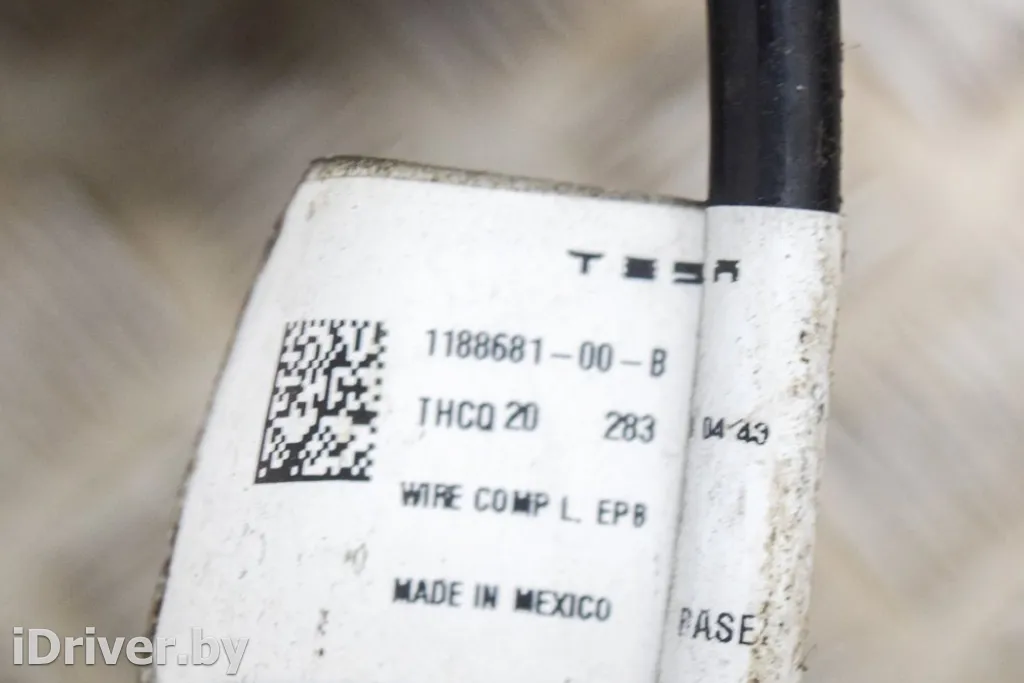 TESLA
1188681-00-B
THCQ 20 283 04 43
WIRE COMP L. EPB
MADE IN MEXICO
BASE
iDriver.by